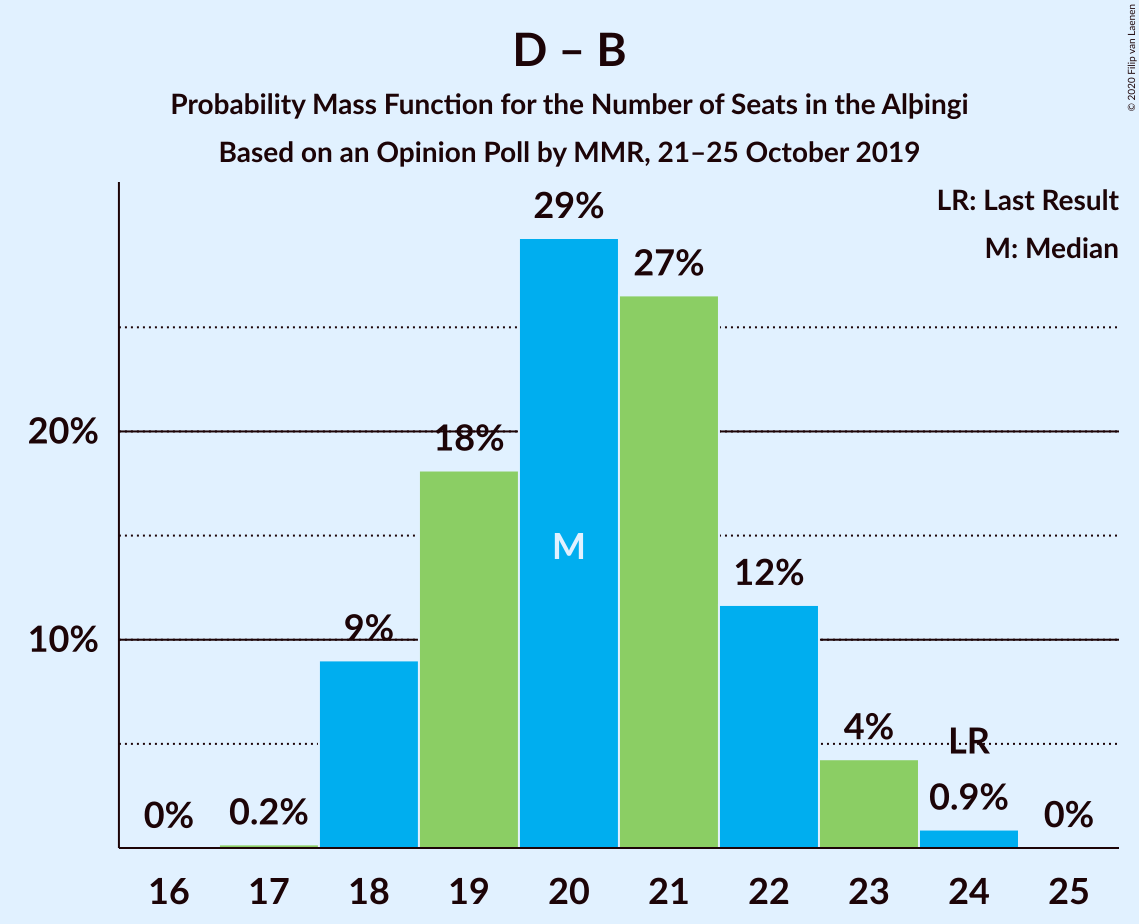 D – B
Probability Mass Function for the Number of Seats in the Alþingi
Based on an Opinion Poll by MMR, 21–25 October 2019
© 2020 Filip van Laenen
LR: Last Result
M: Median
29%
27%
20%
18%
M
12%
10%
9%
4%
LR
0%
0.2%
0.9%
0%
16 17 18 19 20 21 22 23 24 25